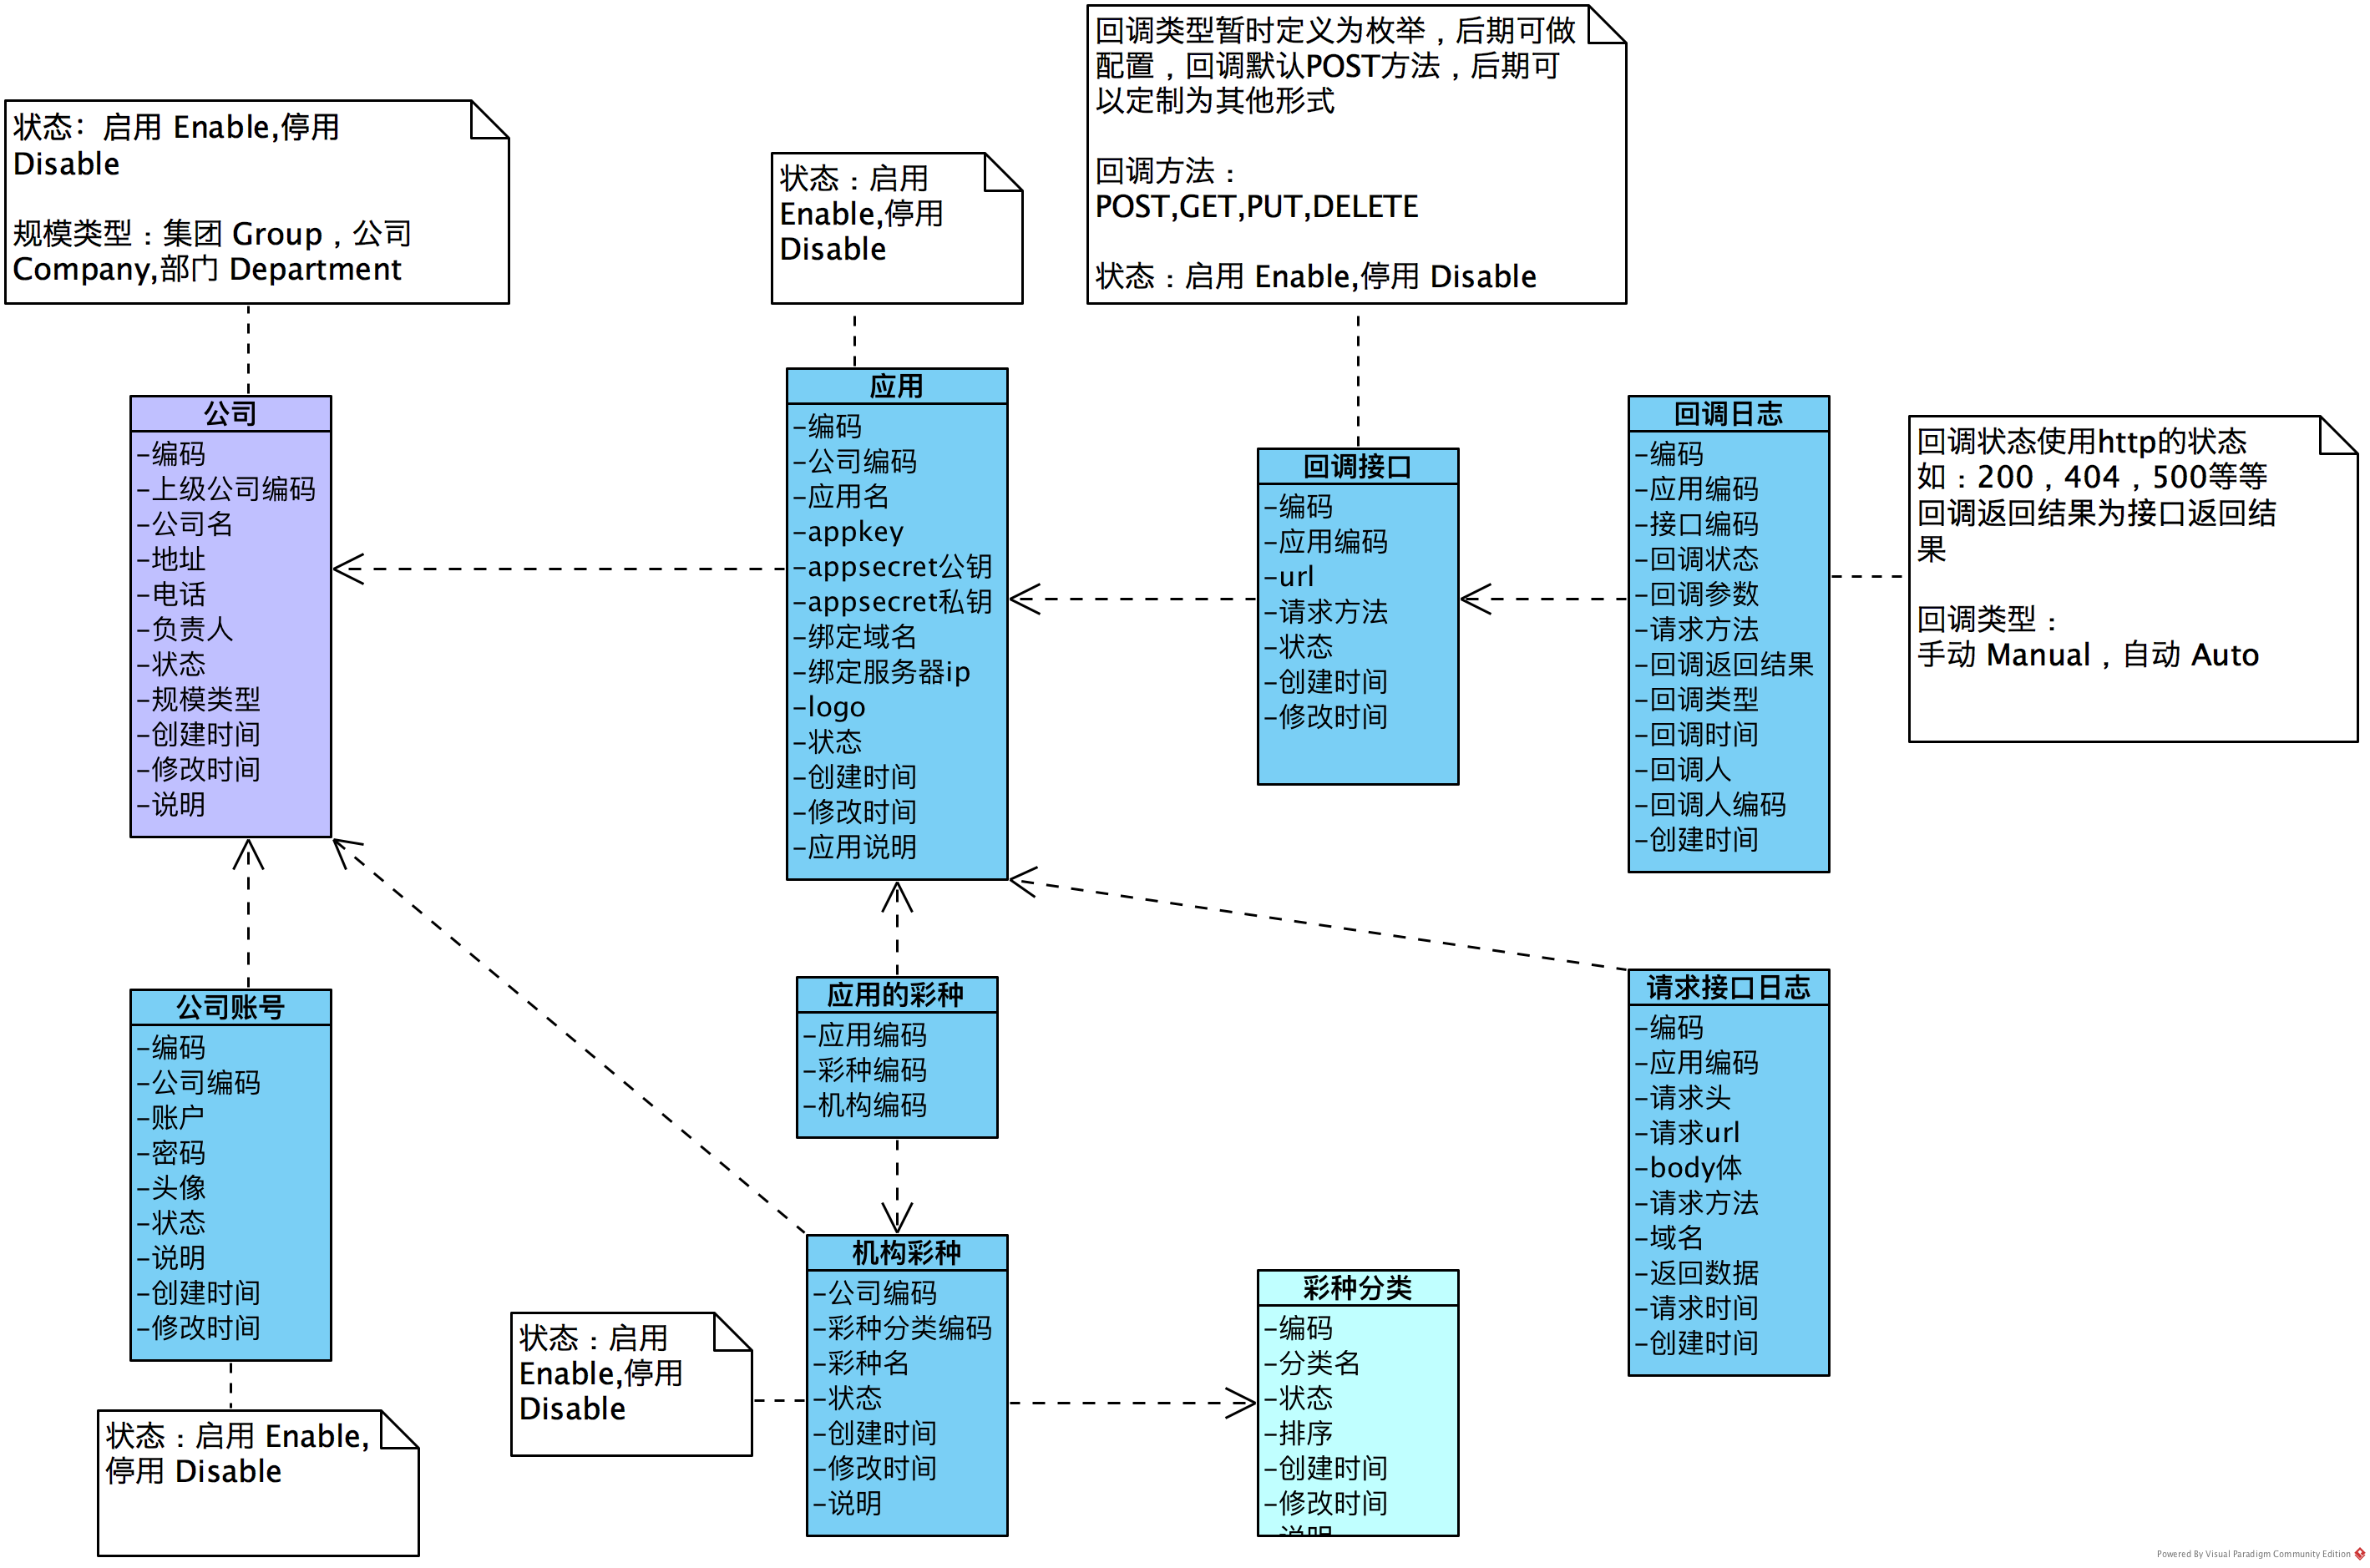 回调类型暂时定义为枚举，后期可做
配置，回调默认POST方法，后期可
以定制为其他形式
回调方法：
POST,GET,PUT,DELETE
状态：启用 Enable,停用 Disable
状态：启用 Enable,停用
Disable
规模类型：集团 Group，公司
Company,部门 Department
状态：启用
Enable,停用
Disable
公司
-编码
-上级公司编码
-公司名
-地址
-电话
-负责人
-状态
-规模类型
-创建时间
-修改时间
-说明
应用
-编码
-公司编码
-应用名
-appkey
-appsecret公钥
-appsecret私钥
-绑定域名
-绑定服务器ip
-logo
-状态
-创建时间
-修改时间
-应用说明
回调接口
-编码
-应用编码
-url
-请求方法
-状态
-创建时间
-修改时间
回调日志
-编码
-应用编码
-接口编码
-回调状态
-回调参数
-请求方法
-回调返回结果
-回调类型
-回调时间
-回调人
-回调人编码
-创建时间
回调状态使用http的状态
如：200，404，500等等
回调返回结果为接口返回结
果
回调类型：
手动 Manual，自动 Auto
公司账号
-编码
-公司编码
-账户
-密码
-头像
-状态
-说明
-创建时间
-修改时间
应用的彩种
-应用编码
-彩种编码
-机构编码
请求接口日志
-编码
-应用编码
-请求头
-请求url
-body体
-请求方法
-域名
-返回数据
-请求时间
-创建时间
机构彩种
-公司编码
-彩种分类编码
-彩种名
-状态
-创建时间
-修改时间
-说明
彩种分类
-编码
-分类名
-状态
-排序
-创建时间
-修改时间
-说明
状态：启用
Enable,停用
Disable
状态：启用 Enable,
停用 Disable
Powered By Visual Paradigm Community Edition